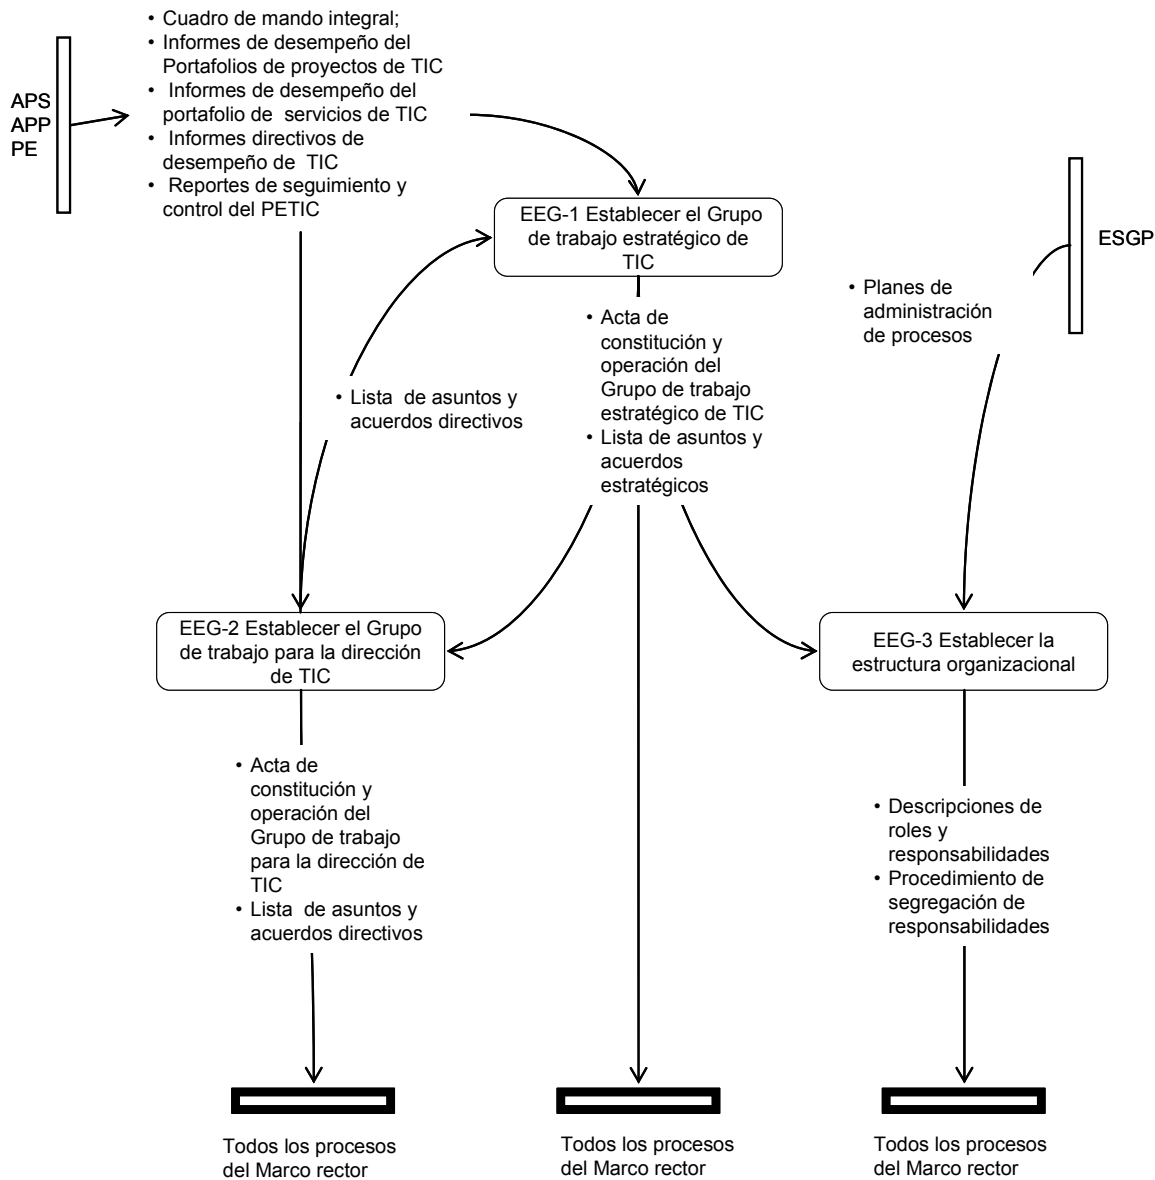 • Cuadro de mando integral;
• Informes de desempeño del
Portafolios de proyectos de TIC
• Informes de desempeño del
portafolio de servicios de TIC
• Informes directivos de
desempeño de TIC
• Reportes de seguimiento y
control del PETIC
APS
APP
PE
EEG-1 Establecer el Grupo
de trabajo estratégico de
TIC
ESGP
• Planes de
administración
de procesos
• Acta de
constitución y
operación del
Grupo de trabajo
estratégico de TIC
• Lista de asuntos y
acuerdos
estratégicos
• Lista de asuntos y
acuerdos directivos
EEG-2 Establecer el Grupo
de trabajo para la dirección
de TIC
EEG-3 Establecer la
estructura organizacional
• Acta de
constitución y
operación del
Grupo de trabajo
para la dirección de
TIC
• Lista de asuntos y
acuerdos directivos
• Descripciones de
roles y
responsabilidades
• Procedimiento de
segregación de
responsabilidades
Todos los procesos
del Marco rector
Todos los procesos
del Marco rector
Todos los procesos
del Marco rector